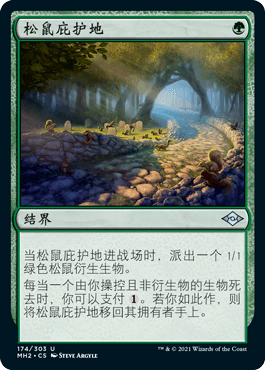 松鼠庇护地
结界
当松鼠庇护地进战场时，派出一个 1/1
绿色松鼠衍生生物。
每当一个由你操控且非衍生物的生物死
去时，你可以支付 1。若你如此作，则
将松鼠庇护地移回其拥有者手上。
174/303 U
MH2 • CS STEVE ARGYLE
™ & © 2021 Wizards of the Coast